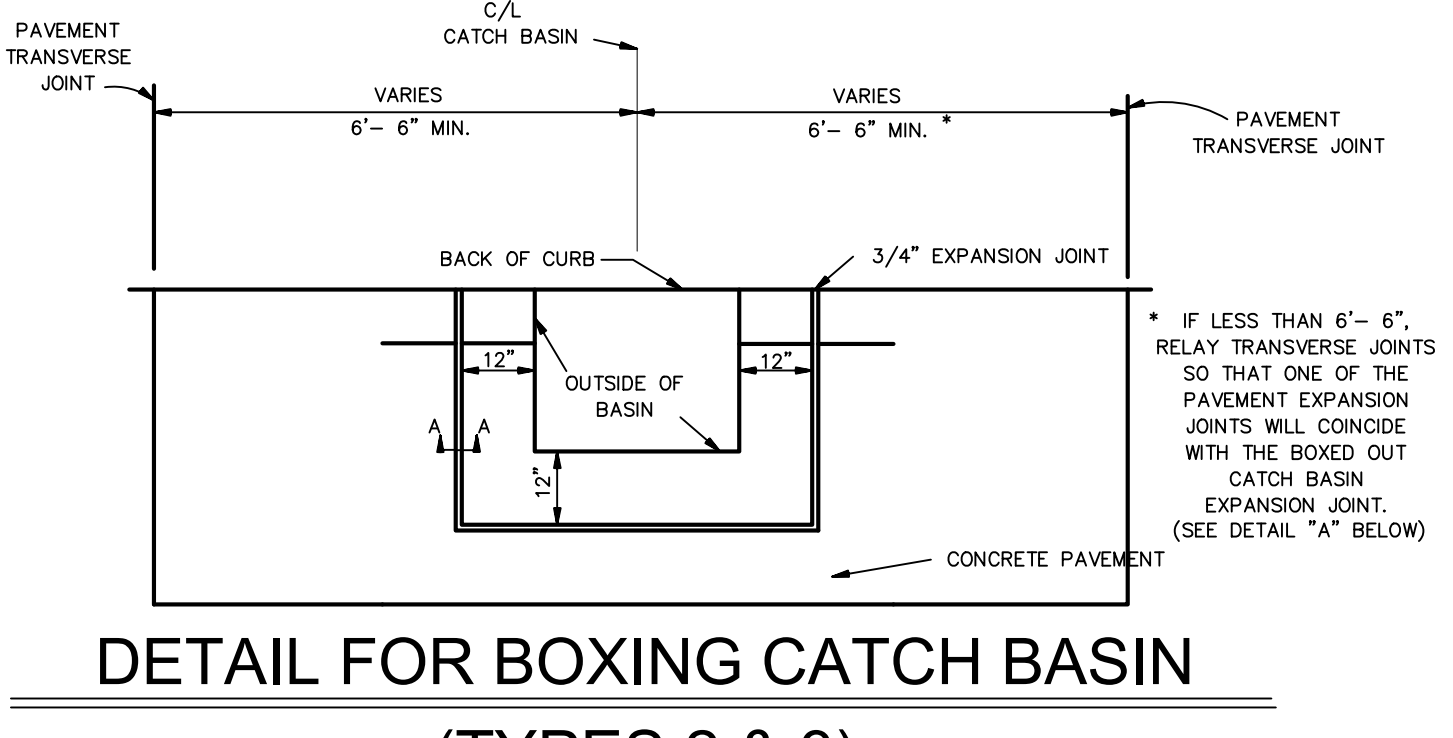 C/L
CATCH BASIN
PAVEMENT
TRANSVERSE
JOINT
VARIES
6'– 6" MIN.
VARIES
6'– 6" MIN. *
PAVEMENT
TRANSVERSE JOINT
BACK OF CURB
3/4" EXPANSION JOINT
12"
12"
OUTSIDE OF
BASIN
A A
12"
* IF LESS THAN 6'– 6",
RELAY TRANSVERSE JOINTS
SO THAT ONE OF THE
PAVEMENT EXPANSION
JOINTS WILL COINCIDE
WITH THE BOXED OUT
CATCH BASIN
EXPANSION JOINT.
(SEE DETAIL "A" BELOW)
CONCRETE PAVEMENT
DETAIL FOR BOXING CATCH BASIN
(TYPES &